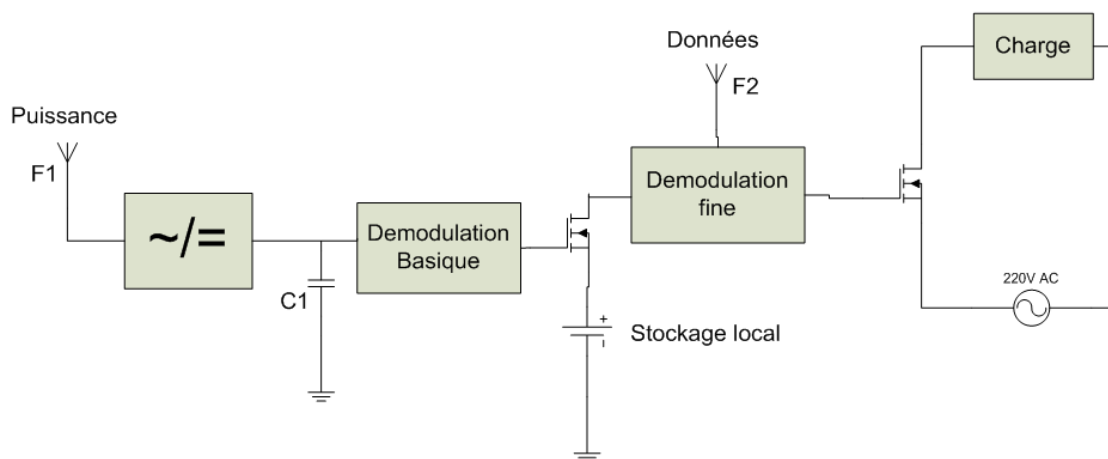 Puissance
F1
~/=
C1
Demodulation
Basique
+
-
Stockage local
Données
F2
Demodulation
fine
Charge
220V AC